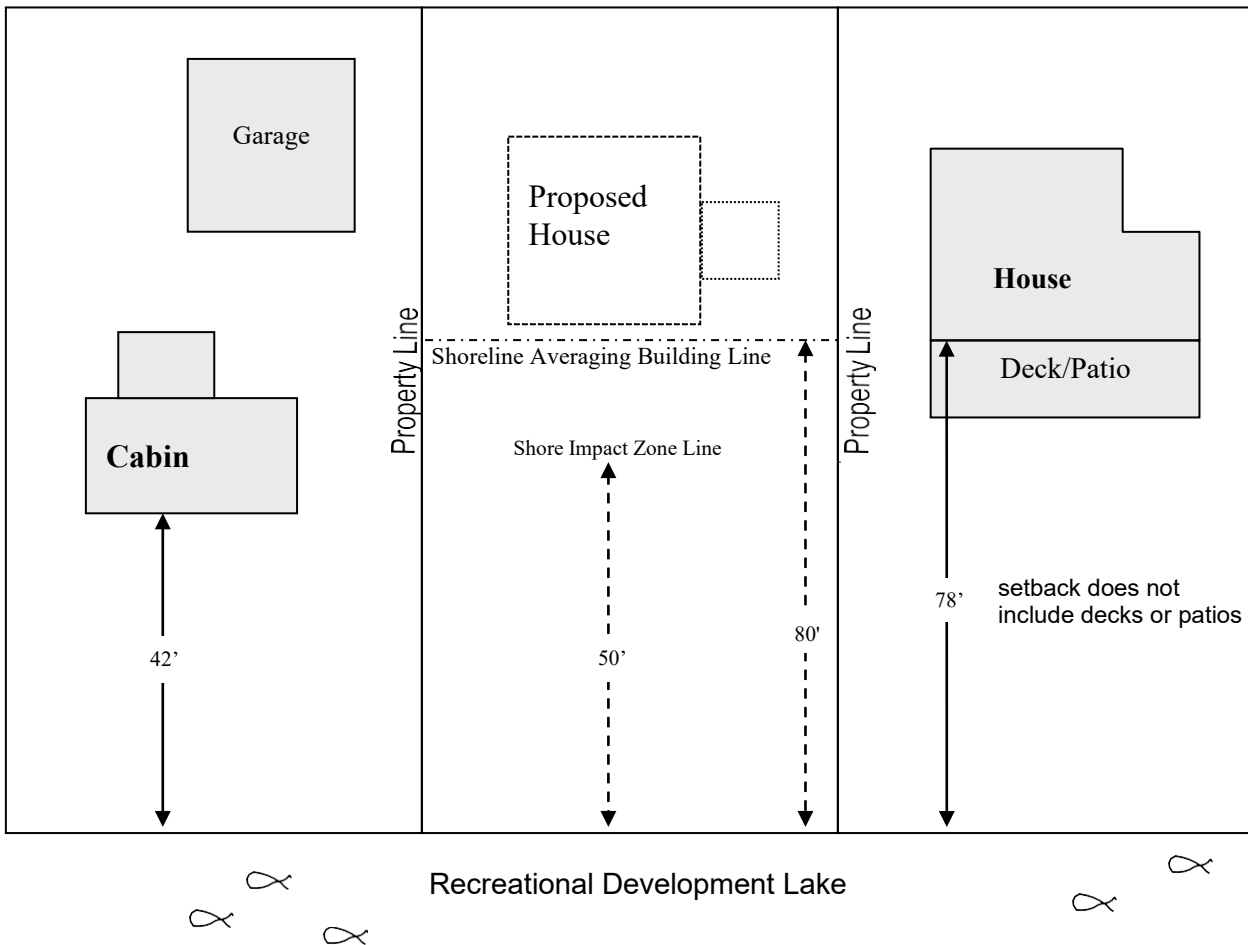 Garage
Proposed
House
House
Property Line
Property Line
Shoreline Averaging Building Line
Deck/Patio
Shore Impact Zone Line
Cabin
78’
setback does not
include decks or patios
80'
42’
50’
Recreational Development Lake